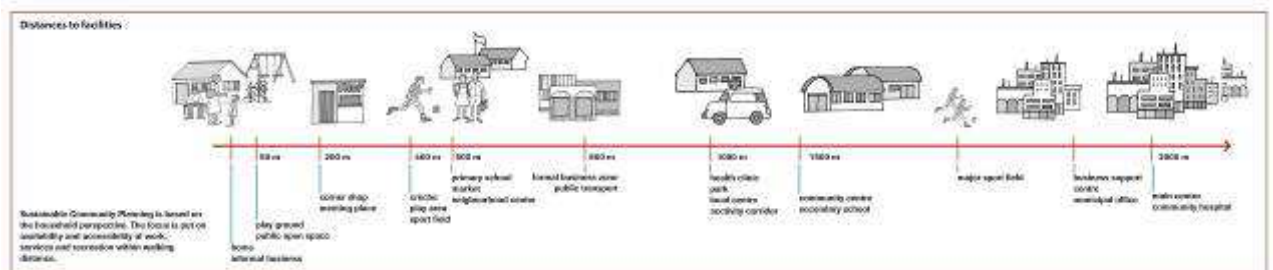 Distances to facilities
50 m
200 m
400 m
500 m
800 m
1000 m
1500 m
2000 m
home
informal business
play ground
public open space
corner shop
meeting place
crèche
play area
sport field
primary school
market
neighbourhood centre
formal business zone
public transport
health clinic
park
local centre
activity corridor
community centre
secondary school
major sport field
business support
centre
municipal office
main centre
community hospital
Sustainable Community Planning is based on
the household perspective. The focus is put on
availability and accessibility of work,
services and recreation within walking
distance.